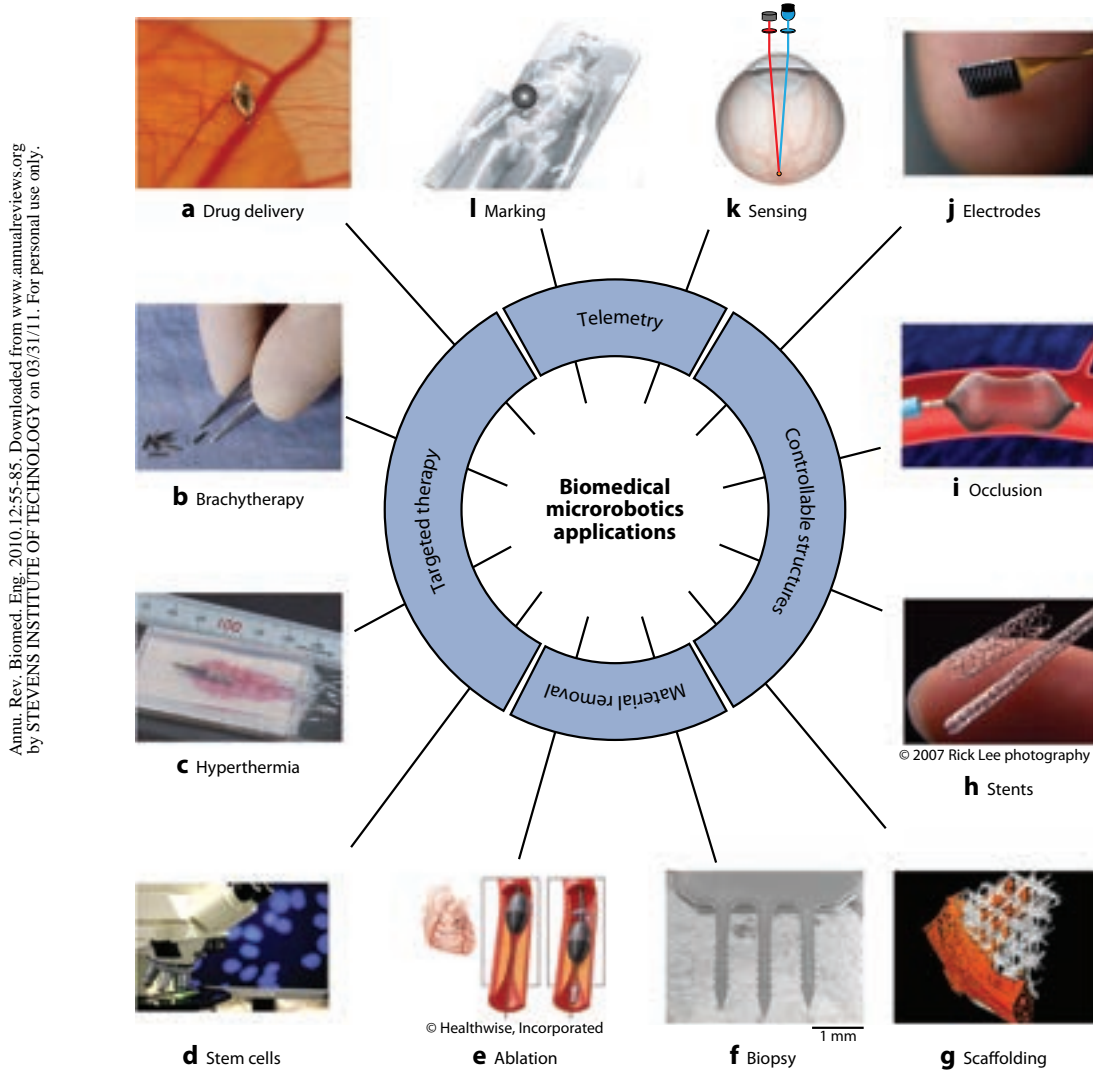 Annu. Rev. Biomed. Eng. 2010.12:55-85. Downloaded from www.annualreviews.org
by STEVENS INSTITUTE OF TECHNOLOGY on 03/31/11. For personal use only.
a Drug delivery
l Marking
k Sensing
j Electrodes
Telemetry
b Brachytherapy
Targeted therapy
Biomedical
microrobotics
applications
Controllable structures
i Occlusion
100
c Hyperthermia
Material removal
© 2007 Rick Lee photography
h Stents
© Healthwise, Incorporated
1 mm
d Stem cells
e Ablation
f Biopsy
g Scaffolding